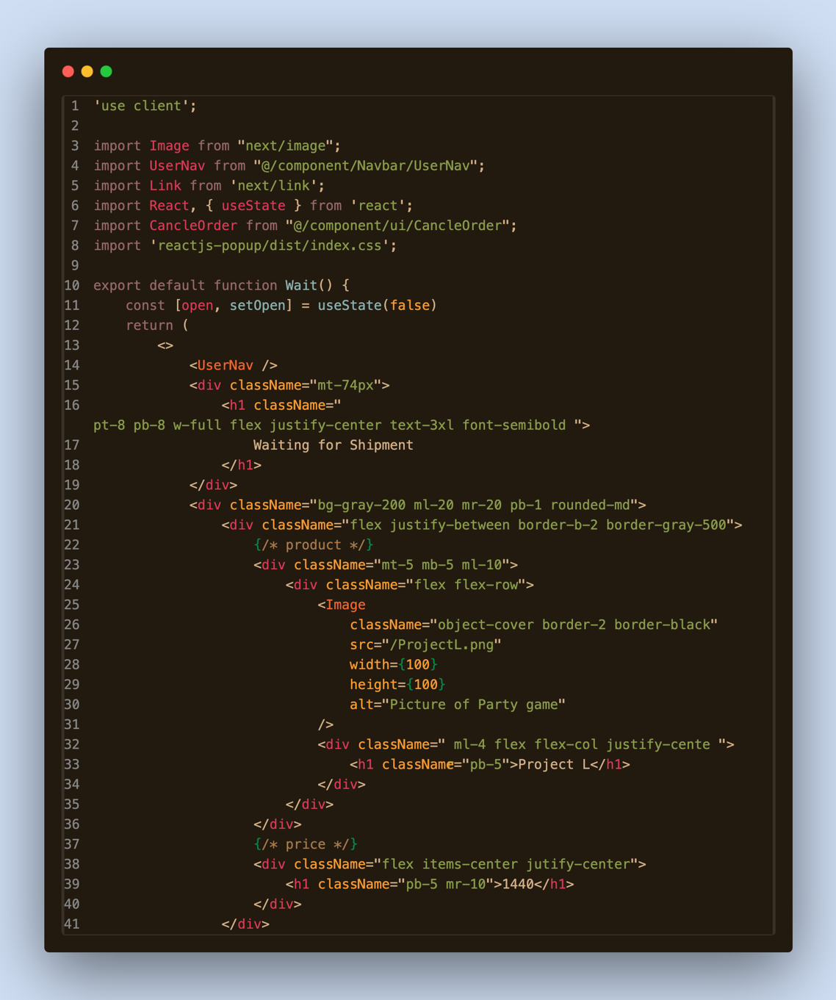 1 'use client';
2
3 import Image from "next/image";
4 import UserNav from "@/component/Navbar/UserNav";
5 import Link from 'next/link';
6 import React, { useState } from 'react';
7 import CancleOrder from "@/component/ui/CancleOrder";
8 import 'reactjs-popup/dist/index.css';
9
10 export default function Wait() {
11     const [open, setOpen] = useState(false)
12     return (
13         <>
14             <UserNav />
15             <div className="mt-74px">
16                 <h1 className="
pt-8 pb-8 w-full flex justify-center text-3xl font-semibold ">
17                     Waiting for Shipment
18                 </h1>
19             </div>
20             <div className="bg-gray-200 ml-20 mr-20 pb-1 rounded-md">
21                 <div className="flex justify-between border-b-2 border-gray-500">
22                     {/* product */}
23                     <div className="mt-5 mb-5 ml-10">
24                         <div className="flex flex-row">
25                             <Image
26                                 className="object-cover border-2 border-black"
27                                 src="/ProjectL.png"
28                                 width={100}
29                                 height={100}
30                                 alt="Picture of Party game"
31                             />
32                             <div className=" ml-4 flex flex-col justify-cente ">
33                                 <h1 className="pb-5">Project L</h1>
34                             </div>
35                         </div>
36                     </div>
37                     {/* price */}
38                     <div className="flex items-center jutify-center">
39                         <h1 className="pb-5 mr-10">1440</h1>
40                     </div>
41                 </div>